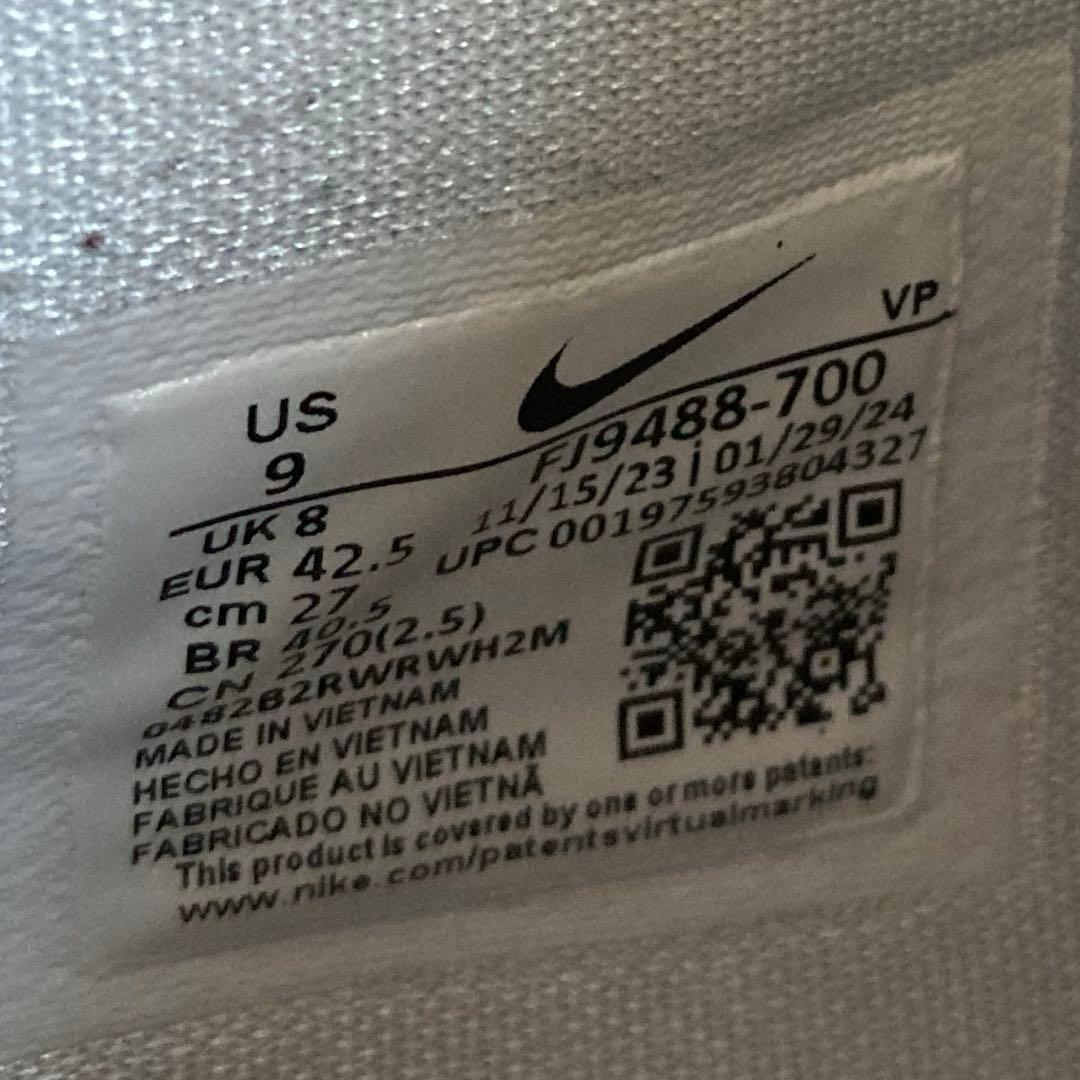 VP
US
9
FJ9488-700
11/15/23 | 01/29/24
UPC 00197593804327
UK 8
EUR 42.5
cm 27
BR 40.5
CN 270(2.5)
0482B2RWRWH2M
MADE IN VIETNAM
HECHO EN VIETNAM
FABRIQUE AU VIETNAM
FABRICADO NO VIETNÃ
This product is covered by one or more patents:
www.nike.com/patentsvirtualmarking